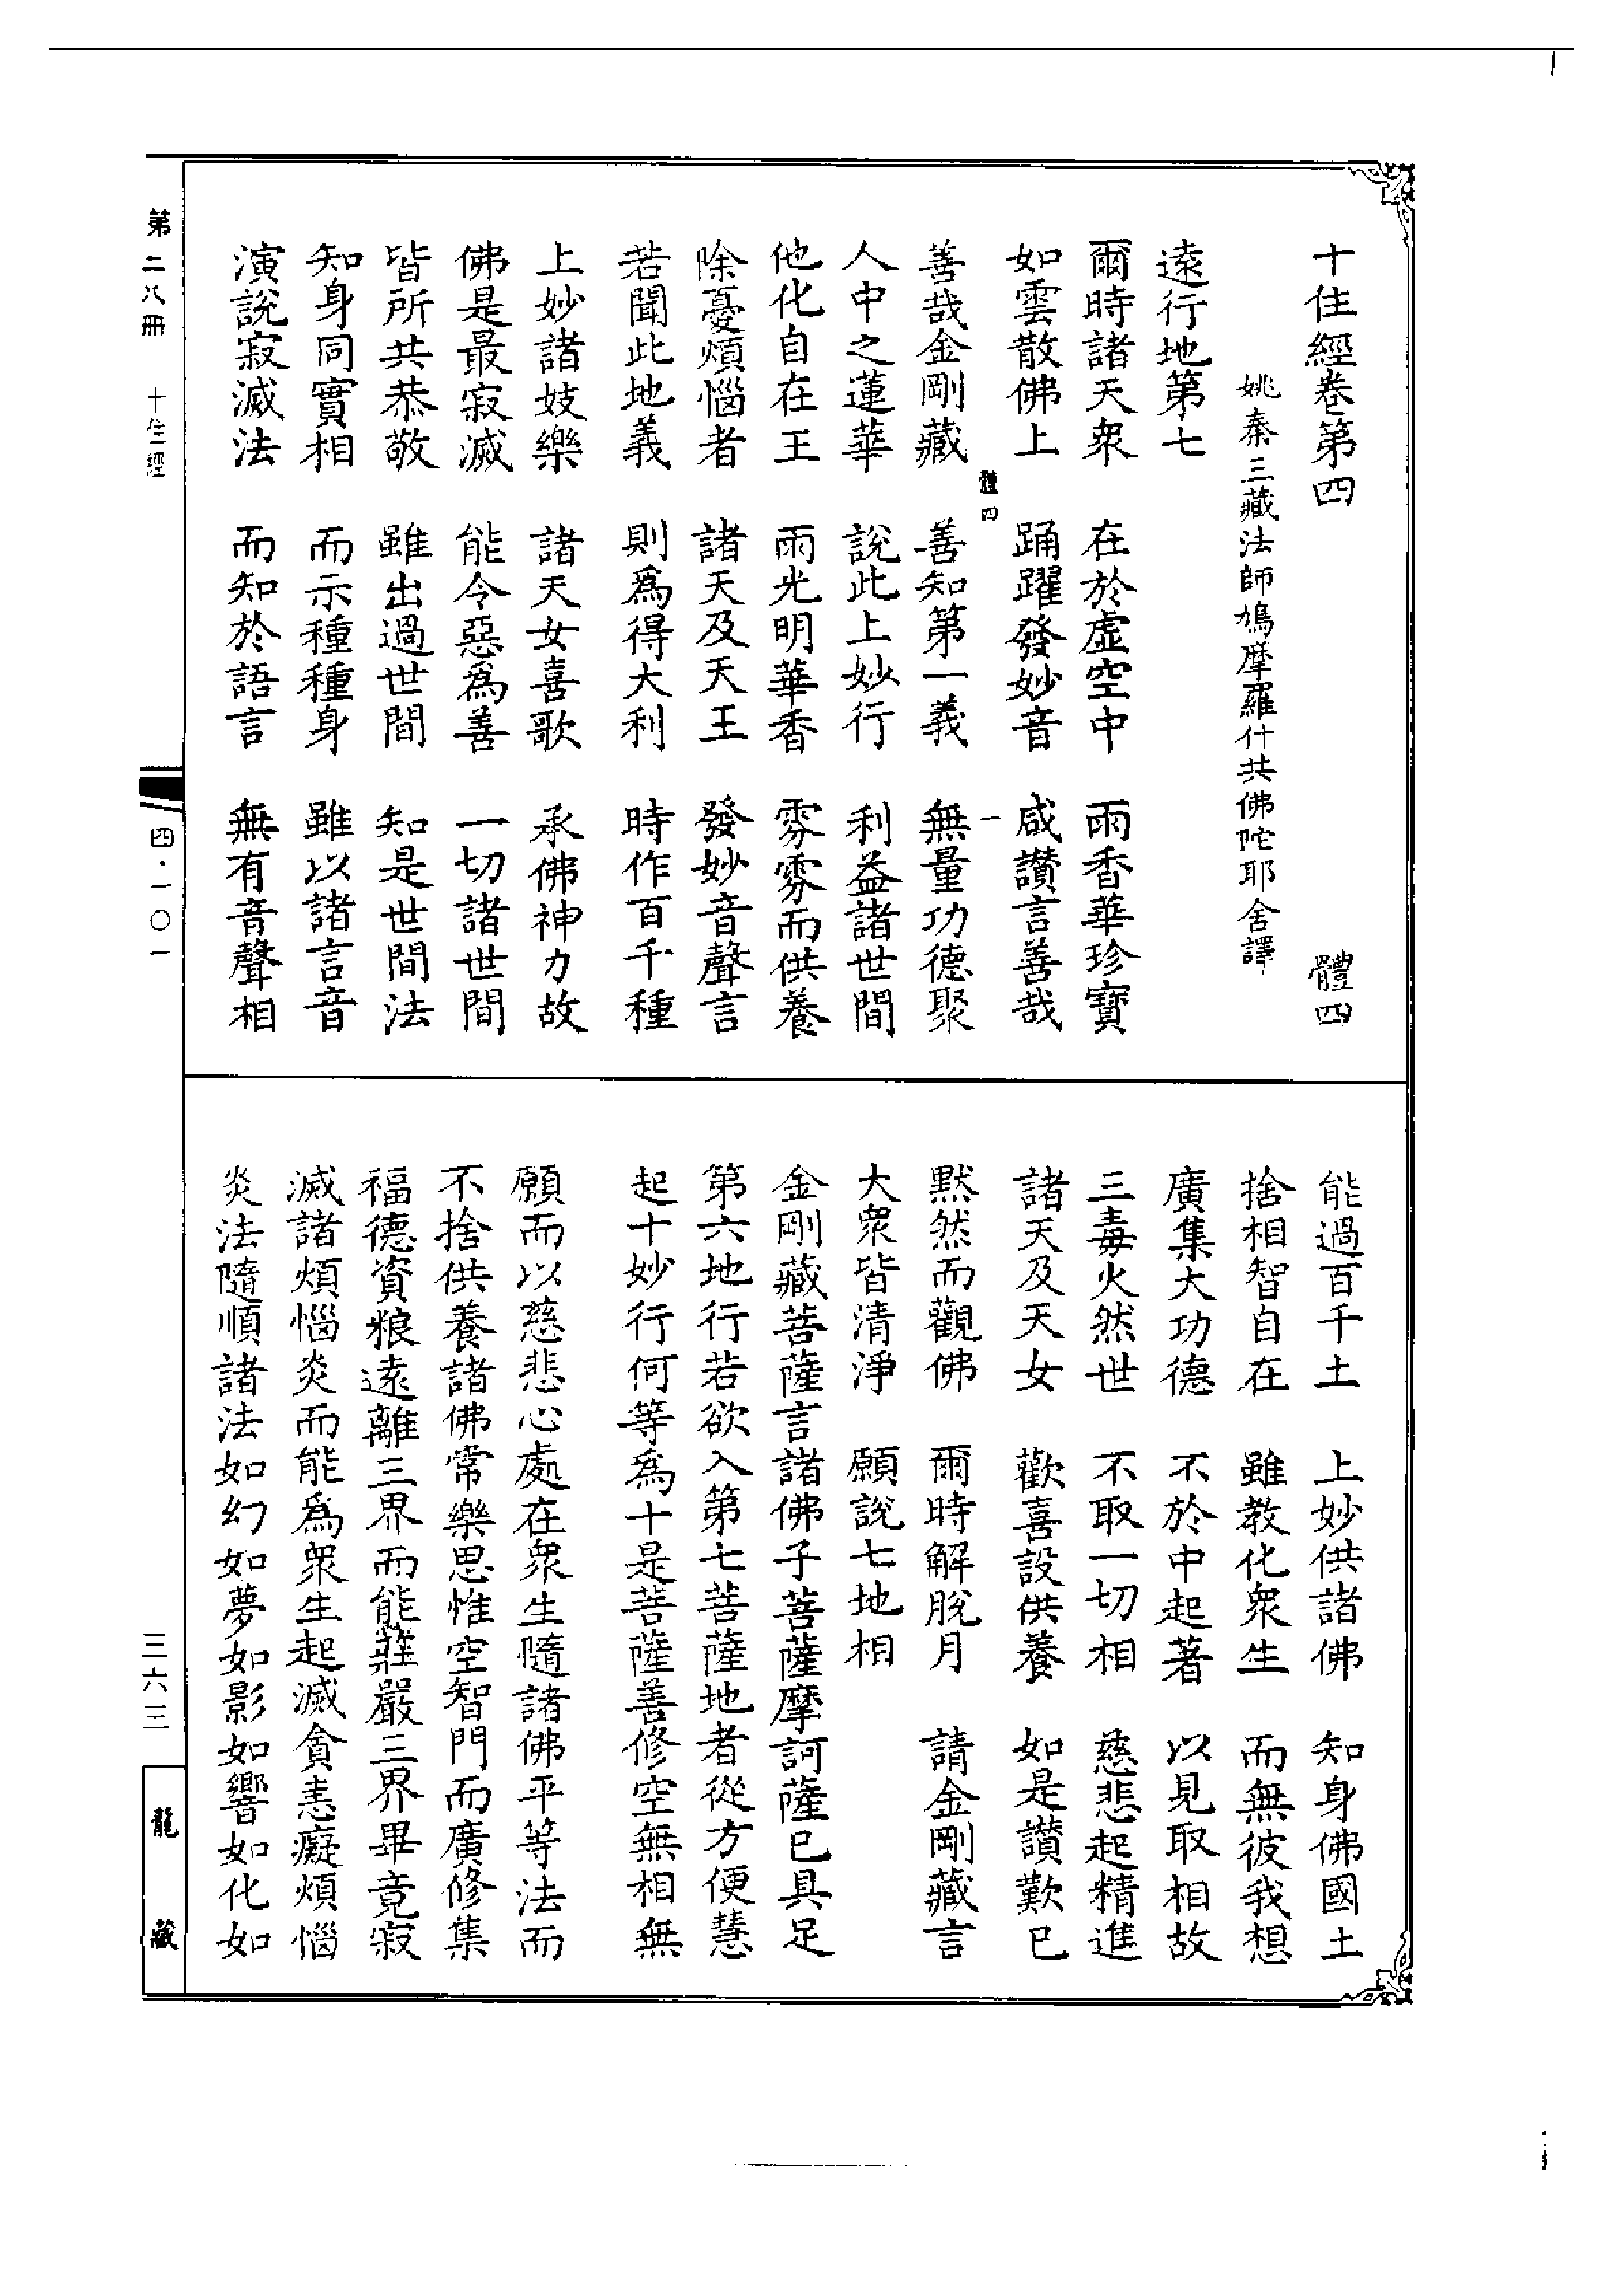 十住經卷第四　體四
姚秦三藏法師鳩摩羅什共佛陀耶舍譯
遠行地第七
爾時諸天衆　在於虛空中　雨香華珍寶
如雲散佛上　踊躍發妙音　咸讚言善哉
體四　一
善哉金剛藏　善知第一義　無量功德聚
人中之蓮華　說此上妙行　利益諸世間
他化自在王　雨光明華香　雰雰而供養
除憂煩惱者　諸天及天王　發妙音聲言
若聞此地義　則爲得大利　時作百千種
上妙諸妓樂　諸天女喜歌　承佛神力故
佛是最寂滅　能令惡爲善　一切諸世間
皆所共恭敬　雖出過世間　知是世間法
知身同實相　而示種種身　雖以諸言音
演說寂滅法　而知於語言　無有音聲相
能過百千土　上妙供諸佛　知身佛國土
捨相智自在　雖教化衆生　而無彼我想
廣集大功德　不於中起著　以見取相故
三毒火然世　不取一切相　慈悲起精進
諸天及天女　歡喜設供養　如是讚歎已
默然而觀佛　爾時解脫月　請金剛藏言
大衆皆清淨　願說七地相
金剛藏菩薩言諸佛子菩薩摩訶薩已具足
第六地行若欲入第七菩薩地者從方便慧
起十妙行何等爲十是菩薩善修空無相無
願而以慈悲心處在衆生隨諸佛平等法而
不捨供養諸佛常樂思惟空智門而廣修集
福德資粮遠離三界而能莊嚴三界畢竟寂
滅諸煩惱炎而能爲衆生起滅貪恚癡煩惱
炎法隨順諸法如幻如夢如影如響如化如
第二八冊　十住經
四·一〇一
三六三
龍藏